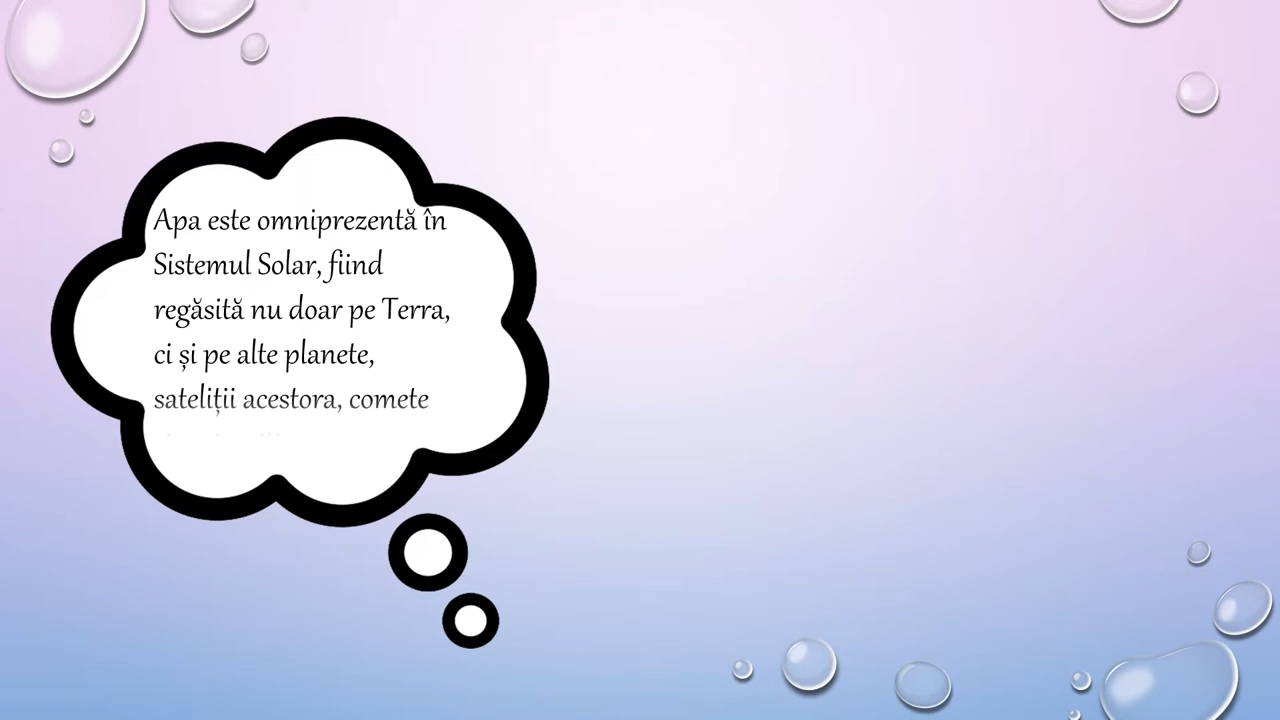 Apa este omniprezentă în
Sistemul Solar, fiind
regăsită nu doar pe Terra,
ci și pe alte planete,
sateliții acestora, comete